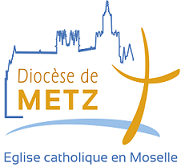 Diocèse de
METZ
Eglise catholique en Moselle